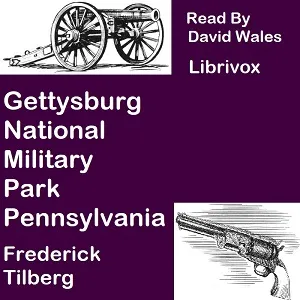 Read By
David Wales
Librivox
Gettysburg
National
Military
Park
Pennsylvania
Frederick
Tilberg